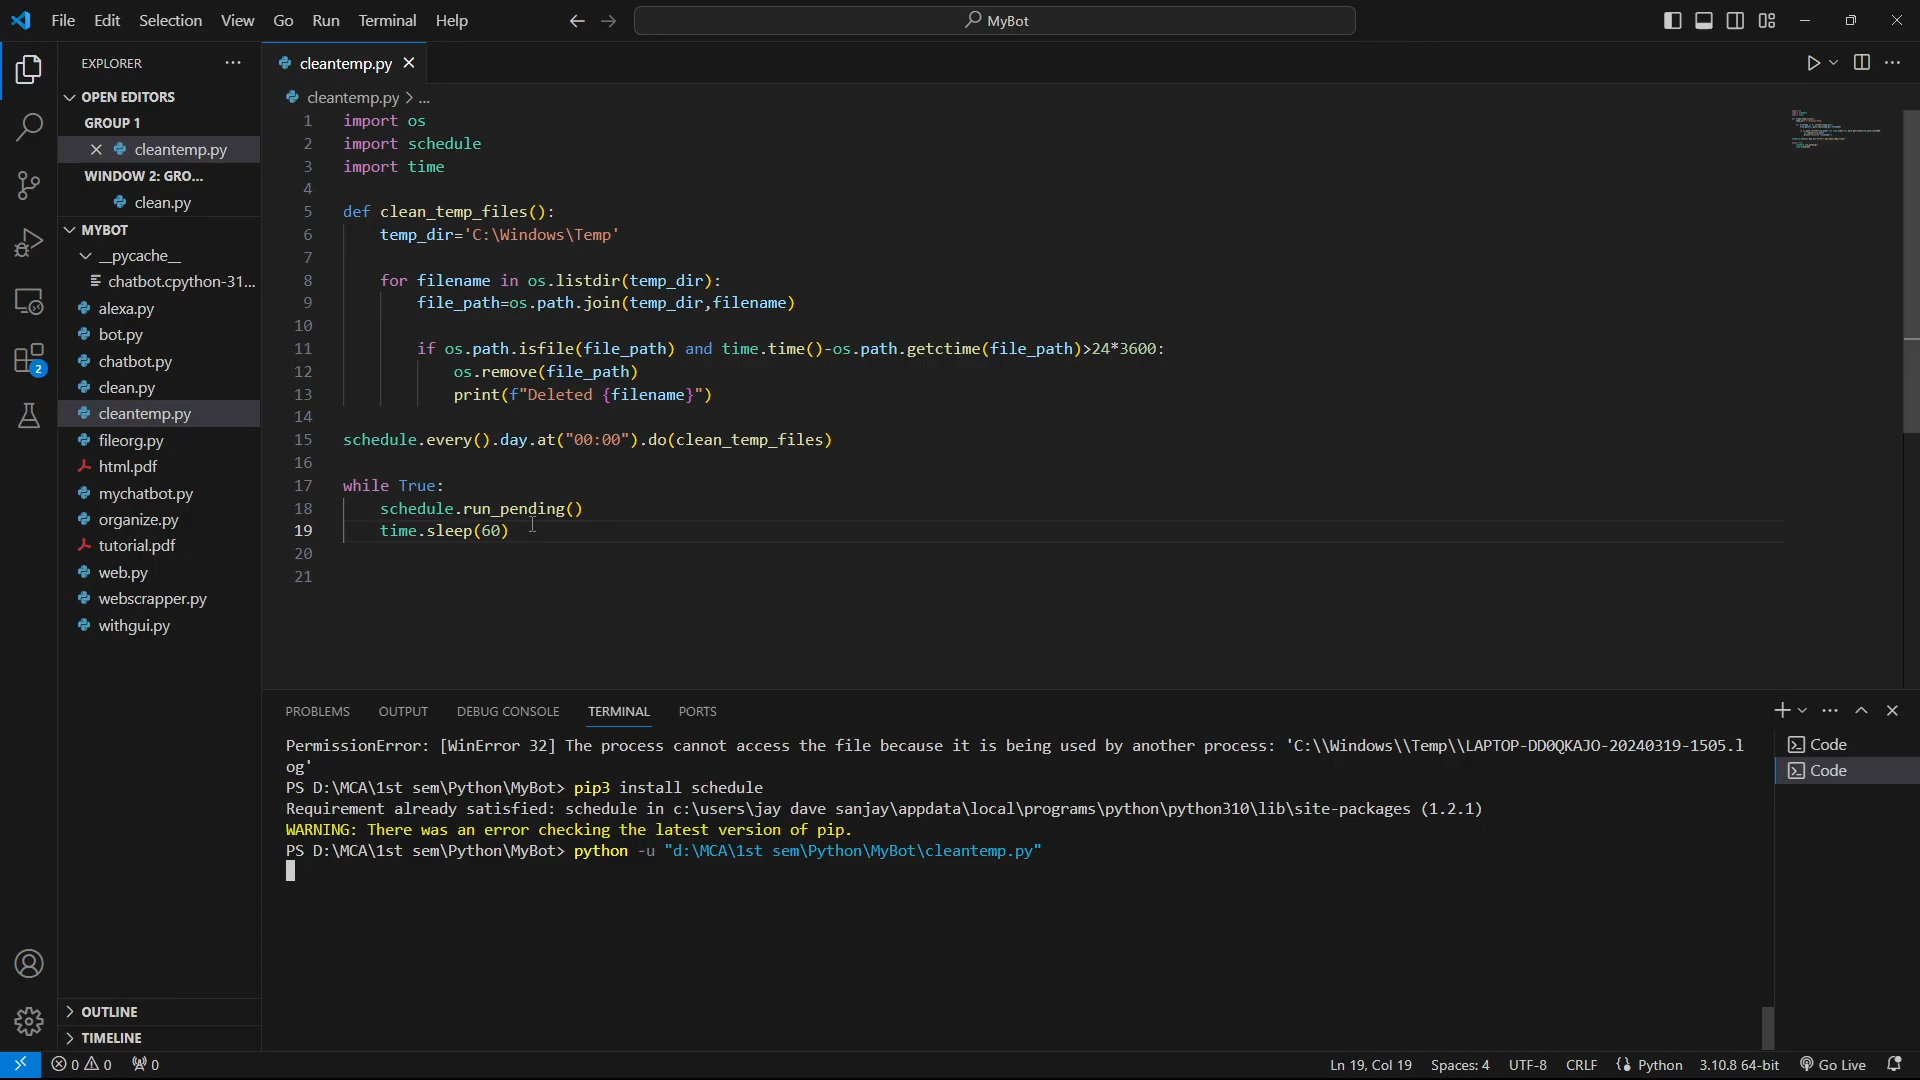 File Edit Selection View Go Run Terminal Help
MyBot
EXPLORER
OPEN EDITORS
GROUP 1
cleantemp.py
WINDOW 2: GRO...
clean.py
MYBOT
__pycache__
chatbot.cpython-31...
alexa.py
bot.py
chatbot.py
clean.py
cleantemp.py
fileorg.py
html.pdf
mychatbot.py
organize.py
tutorial.pdf
web.py
webscrapper.py
withgui.py
OUTLINE
TIMELINE
2
cleantemp.py
cleantemp.py > ...
1 import os
2 import schedule
3 import time
4
5 def clean_temp_files():
6     temp_dir='C:\Windows\Temp'
7
8     for filename in os.listdir(temp_dir):
9         file_path=os.path.join(temp_dir,filename)
10
11         if os.path.isfile(file_path) and time.time()-os.path.getctime(file_path)>24*3600:
12             os.remove(file_path)
13             print(f"Deleted {filename}")
14
15 schedule.every().day.at("00:00").do(clean_temp_files)
16
17 while True:
18     schedule.run_pending()
19     time.sleep(60)
20
21
PROBLEMS OUTPUT DEBUG CONSOLE TERMINAL PORTS
PermissionError: [WinError 32] The process cannot access the file because it is being used by another process: 'C:\\Windows\\Temp\\LAPTOP-DD0QKAJO-20240319-1505.l
og'
PS D:\MCA\1st sem\Python\MyBot> pip3 install schedule
Requirement already satisfied: schedule in c:\users\jay dave sanjay\appdata\local\programs\python\python310\lib\site-packages (1.2.1)
WARNING: There was an error checking the latest version of pip.
PS D:\MCA\1st sem\Python\MyBot> python -u "d:\MCA\1st sem\Python\MyBot\cleantemp.py"
Code
Code
0 0 0 Ln 19, Col 19 Spaces: 4 UTF-8 CRLF Python 3.10.8 64-bit Go Live